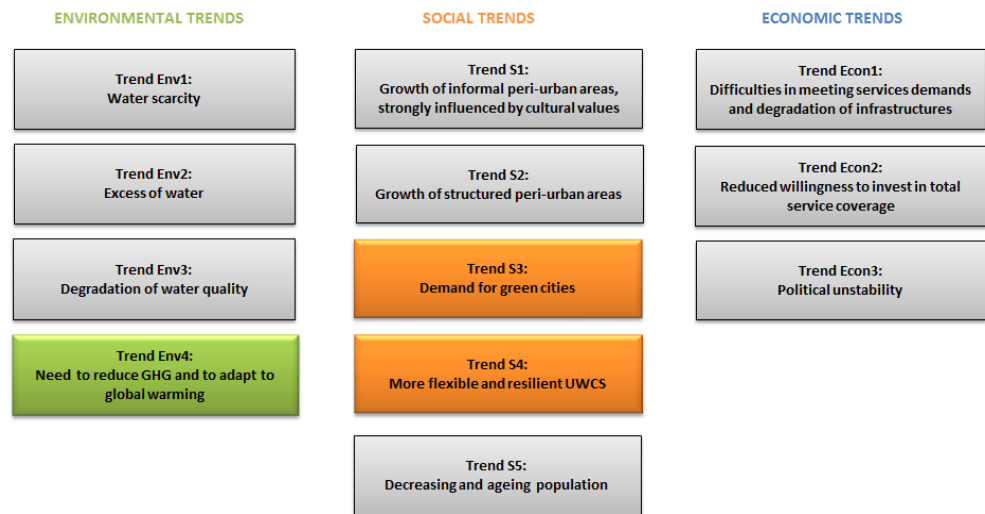 ENVIRONMENTAL TRENDS
Trend Env1:
Water scarcity
Trend Env2:
Excess of water
Trend Env3:
Degradation of water quality
Trend Env4:
Need to reduce GHG and to adapt to
global warming
SOCIAL TRENDS
Trend S1:
Growth of informal peri-urban areas,
strongly influenced by cultural values
Trend S2:
Growth of structured peri-urban areas
Trend S3:
Demand for green cities
Trend S4:
More flexible and resilient UWCS
Trend S5:
Decreasing and ageing population
ECONOMIC TRENDS
Trend Econ1:
Difficulties in meeting services demands
and degradation of infrastructures
Trend Econ2:
Reduced willingness to invest in total
service coverage
Trend Econ3:
Political unstability